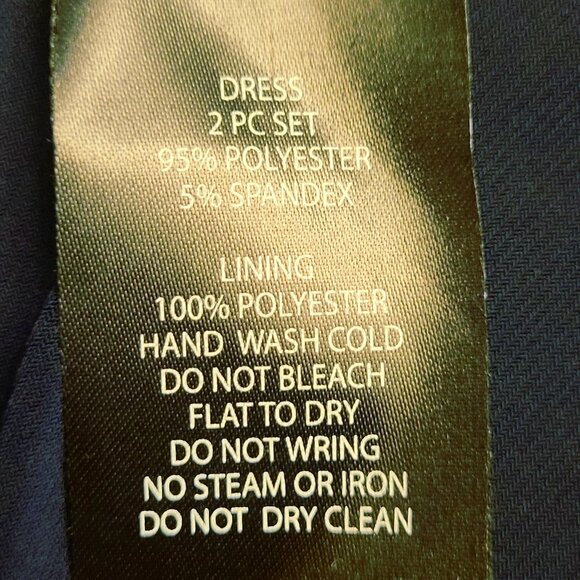 DRESS
2 PC SET
95% POLYESTER
5% SPANDEX
LINING
100% POLYESTER
HAND WASH COLD
DO NOT BLEACH
FLAT TO DRY
DO NOT WRING
NO STEAM OR IRON
DO NOT DRY CLEAN